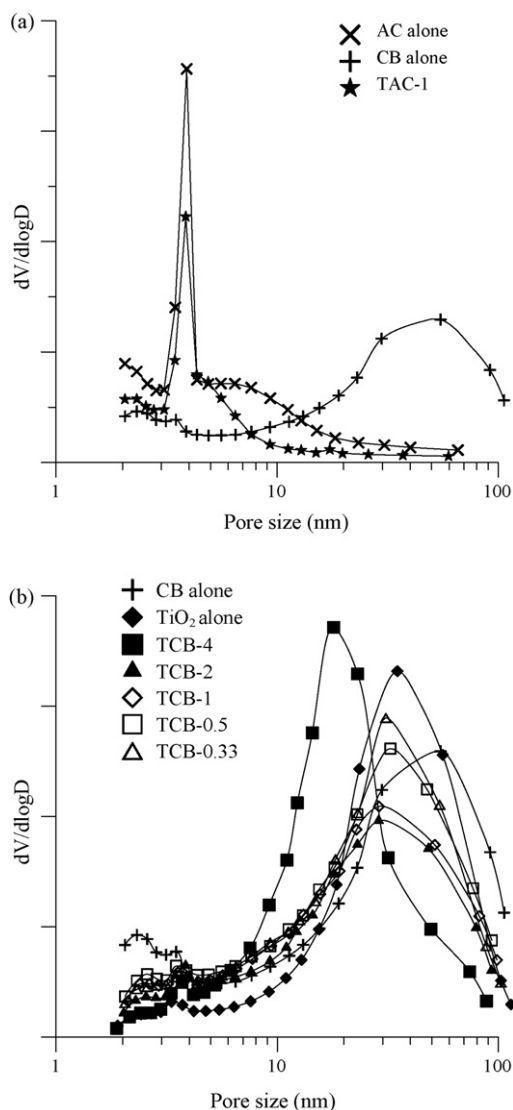 (a)
AC alone
CB alone
TAC-1
dV/dlogD
1
10
100
Pore size (nm)
(b)
CB alone
TiO₂ alone
TCB-4
TCB-2
TCB-1
TCB-0.5
TCB-0.33
dV/dlogD
1
10
100
Pore size (nm)